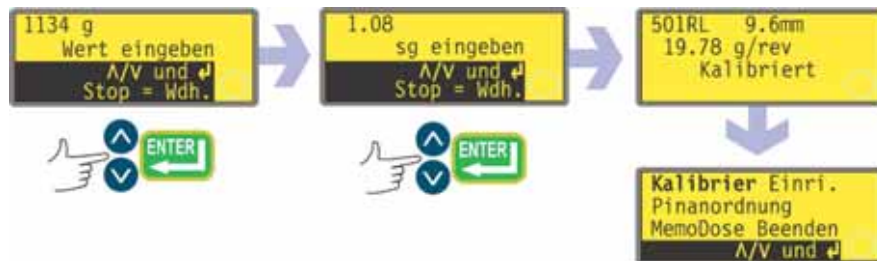 1134 g
Wert eingeben
Λ/V und ↲
Stop = Wdh.
ENTER
1.08
sg eingeben
Λ/V und ↲
Stop = Wdh.
ENTER
501RL 9.6mm
19.78 g/rev
Kalibriert
Kalibrier Einri.
Pinanordnung
MemoDose Beenden
Λ/V und ↲